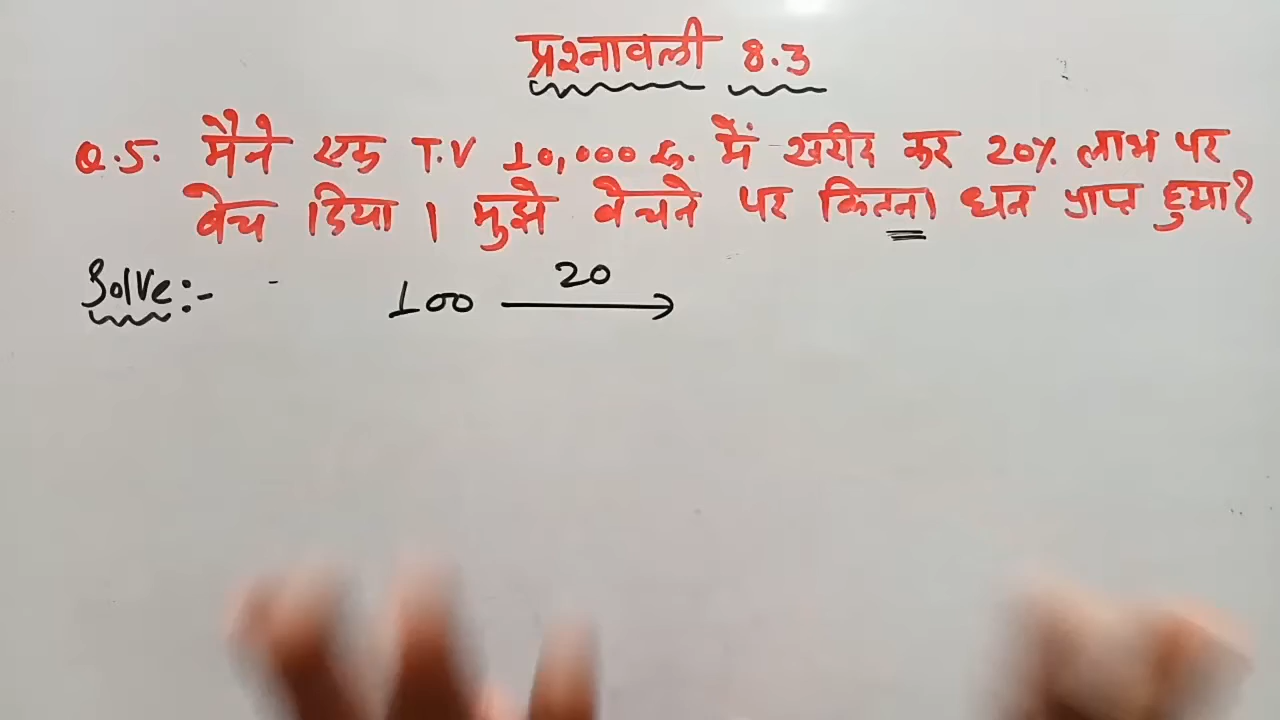 प्रश्नावली 8.3
Q.5. मैने एक T.V 10,000 रु. में खरीद कर 20% लाभ पर
बेच दिया । मुझे बेचने पर कितना धन प्राप्त हुआ?
Solve:-
20
100